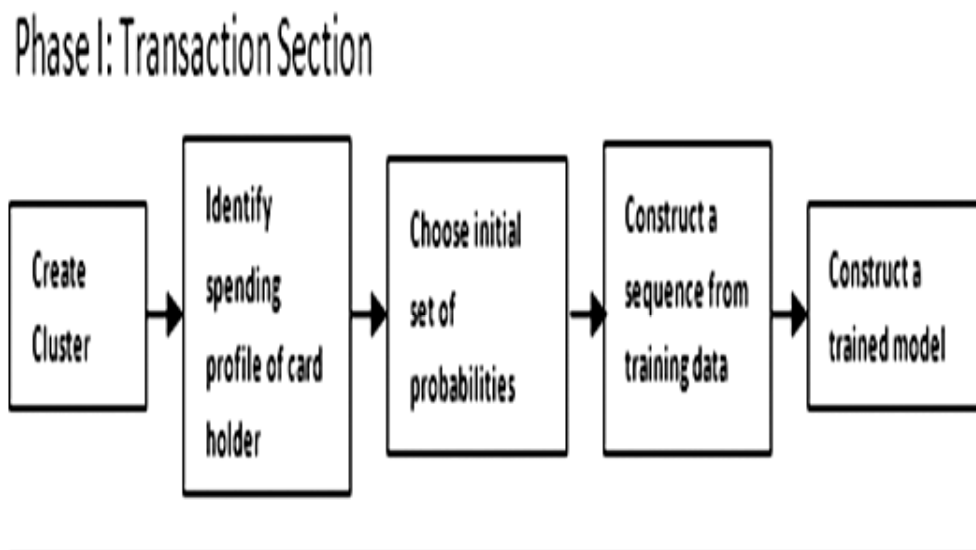 Phase I: Transaction Section
Create
Cluster
Identify
spending
profile of card
holder
Choose initial
set of
probabilities
Construct a
sequence from
training data
Construct a
trained model